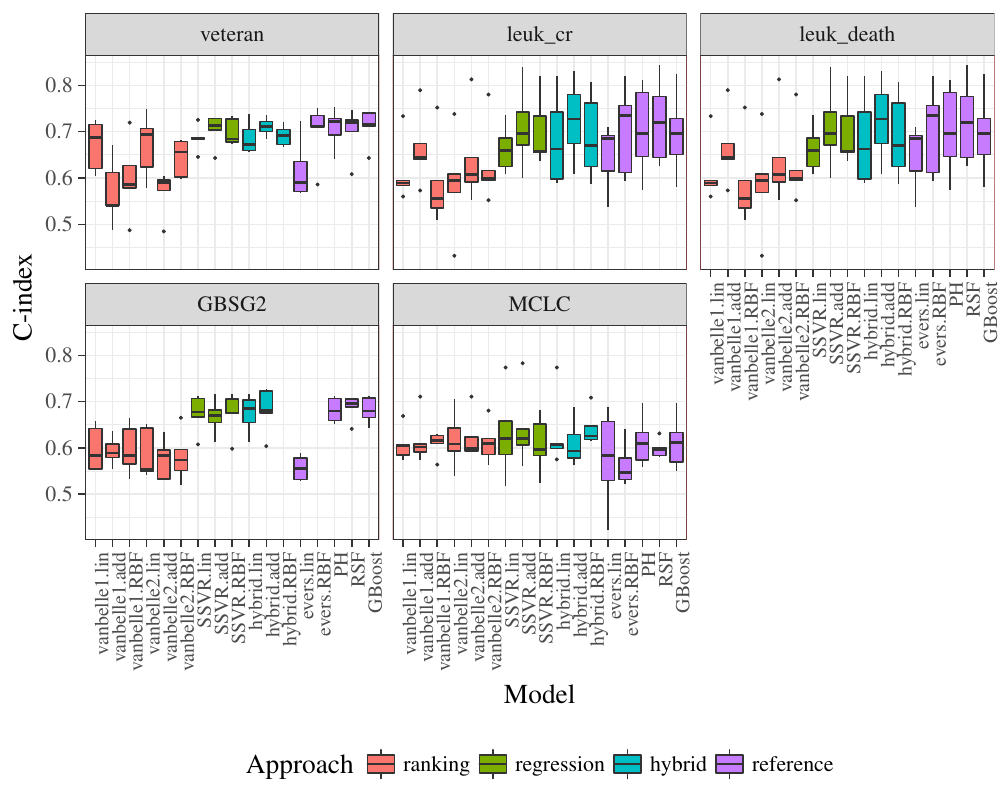 veteran
leuk_cr
leuk_death
0.8
0.7
0.6
0.5
vanbelle1.lin
vanbelle1.add
vanbelle1.RBF
vanbelle2.lin
vanbelle2.add
vanbelle2.RBF
SSVR.lin
SSVR.add
SSVR.RBF
hybrid.lin
hybrid.add
hybrid.RBF
evers.lin
evers.RBF
PH
RSF
GBoost
C-index
GBSG2
MCLC
0.8
0.7
0.6
0.5
vanbelle1.lin
vanbelle1.add
vanbelle1.RBF
vanbelle2.lin
vanbelle2.add
vanbelle2.RBF
SSVR.lin
SSVR.add
SSVR.RBF
hybrid.lin
hybrid.add
hybrid.RBF
evers.lin
evers.RBF
PH
RSF
GBoost
vanbelle1.lin
vanbelle1.add
vanbelle1.RBF
vanbelle2.lin
vanbelle2.add
vanbelle2.RBF
SSVR.lin
SSVR.add
SSVR.RBF
hybrid.lin
hybrid.add
hybrid.RBF
evers.lin
evers.RBF
PH
RSF
GBoost
Model
Approach ranking regression hybrid reference